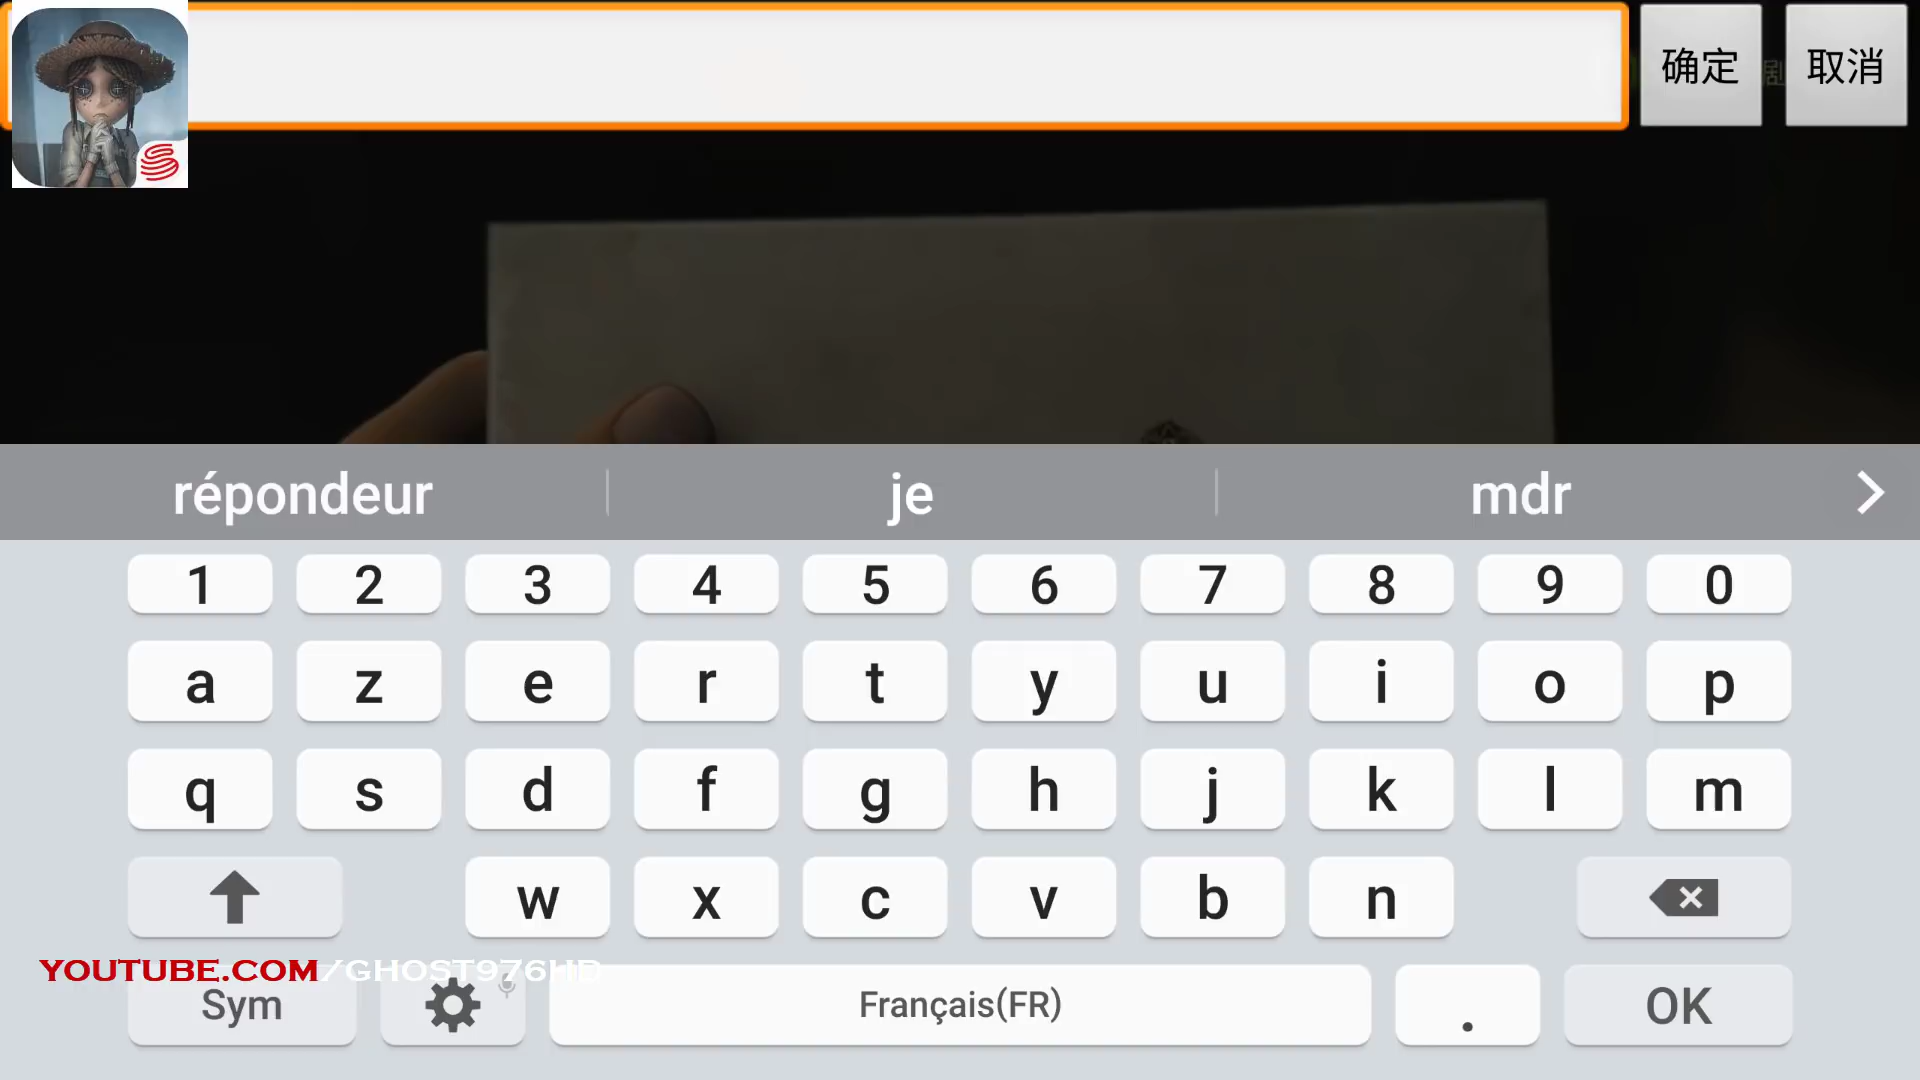 确定
剧
取消
répondeur
je
mdr
1 2 3 4 5 6 7 8 9 0
a z e r t y u i o p
q s d f g h j k l m
w x c v b n
YOUTUBE.COM/GHOST976HD
Sym
Français(FR)
.
OK